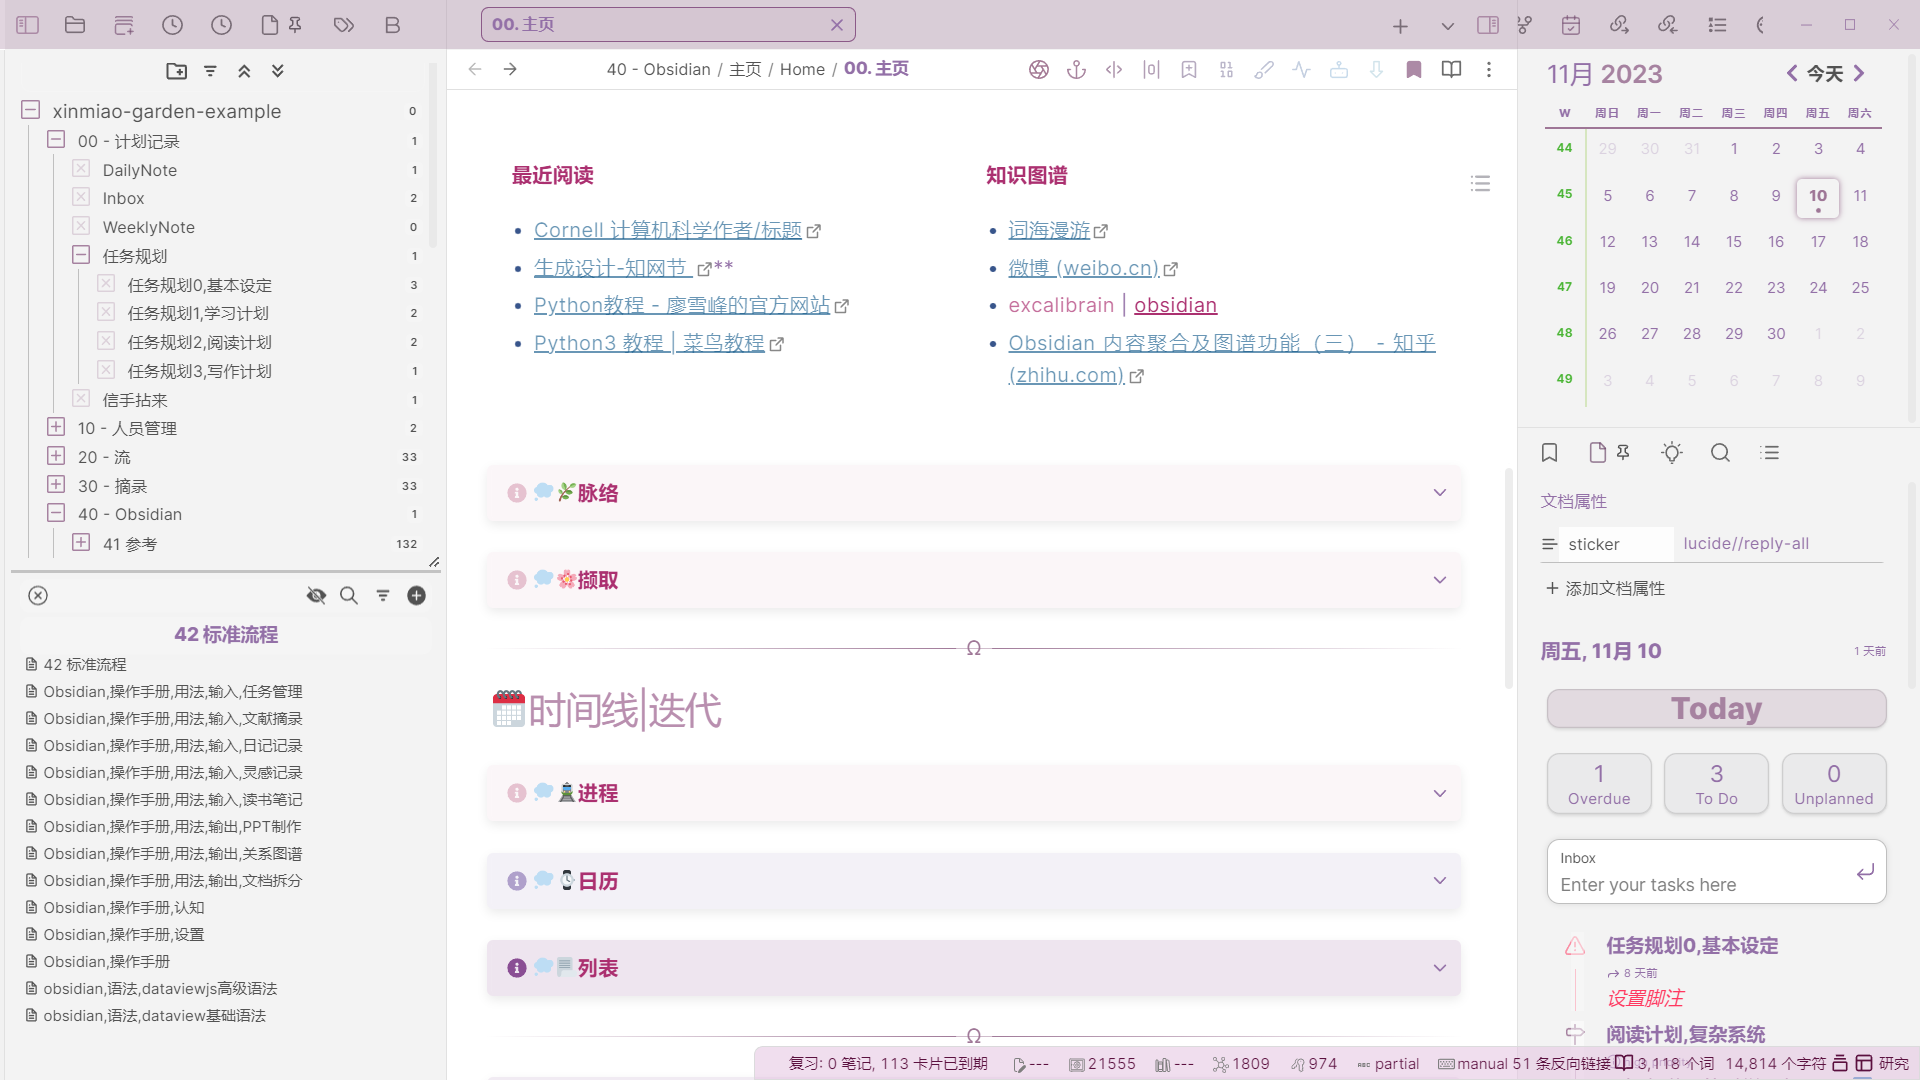 00. 主页
xinmiao-garden-example 0
00 - 计划记录 1
DailyNote 1
Inbox 2
WeeklyNote 0
任务规划 1
任务规划0,基本设定 3
任务规划1,学习计划 2
任务规划2,阅读计划 2
任务规划3,写作计划 1
信手拈来 1
10 - 人员管理 2
20 - 流 33
30 - 摘录 33
40 - Obsidian 1
41 参考 132
42 标准流程
42 标准流程
Obsidian,操作手册,用法,输入,任务管理
Obsidian,操作手册,用法,输入,文献摘录
Obsidian,操作手册,用法,输入,日记记录
Obsidian,操作手册,用法,输入,灵感记录
Obsidian,操作手册,用法,输入,读书笔记
Obsidian,操作手册,用法,输出,PPT制作
Obsidian,操作手册,用法,输出,关系图谱
Obsidian,操作手册,用法,输出,文档拆分
Obsidian,操作手册,认知
Obsidian,操作手册,设置
Obsidian,操作手册
obsidian,语法,dataviewjs高级语法
obsidian,语法,dataview基础语法
40 - Obsidian / 主页 / Home / 00. 主页
最近阅读
Cornell 计算机科学作者/标题
生成设计-知网节 **
Python教程 - 廖雪峰的官方网站
Python3 教程 | 菜鸟教程
知识图谱
词海漫游
微博 (weibo.cn)
excalibrain | obsidian
Obsidian 内容聚合及图谱功能（三） - 知乎
(zhihu.com)
脉络
撷取
Ω
时间线|迭代
进程
日历
列表
Ω
11月 2023 今天
W 周日 周一 周二 周三 周四 周五 周六
44 29 30 31 1 2 3 4
45 5 6 7 8 9 10 11
46 12 13 14 15 16 17 18
47 19 20 21 22 23 24 25
48 26 27 28 29 30 1 2
49 3 4 5 6 7 8 9
文档属性
sticker lucide//reply-all
添加文档属性
周五, 11月 10 1 天前
Today
1 3 0
Overdue To Do Unplanned
Inbox
Enter your tasks here
任务规划0,基本设定
8 天前
设置脚注
阅读计划,复杂系统
复习: 0 笔记, 113 卡片已到期 --- 21555 --- 1809 974 partial manual 51 条反向链接 3,118 个词 14,814 个字符 研究